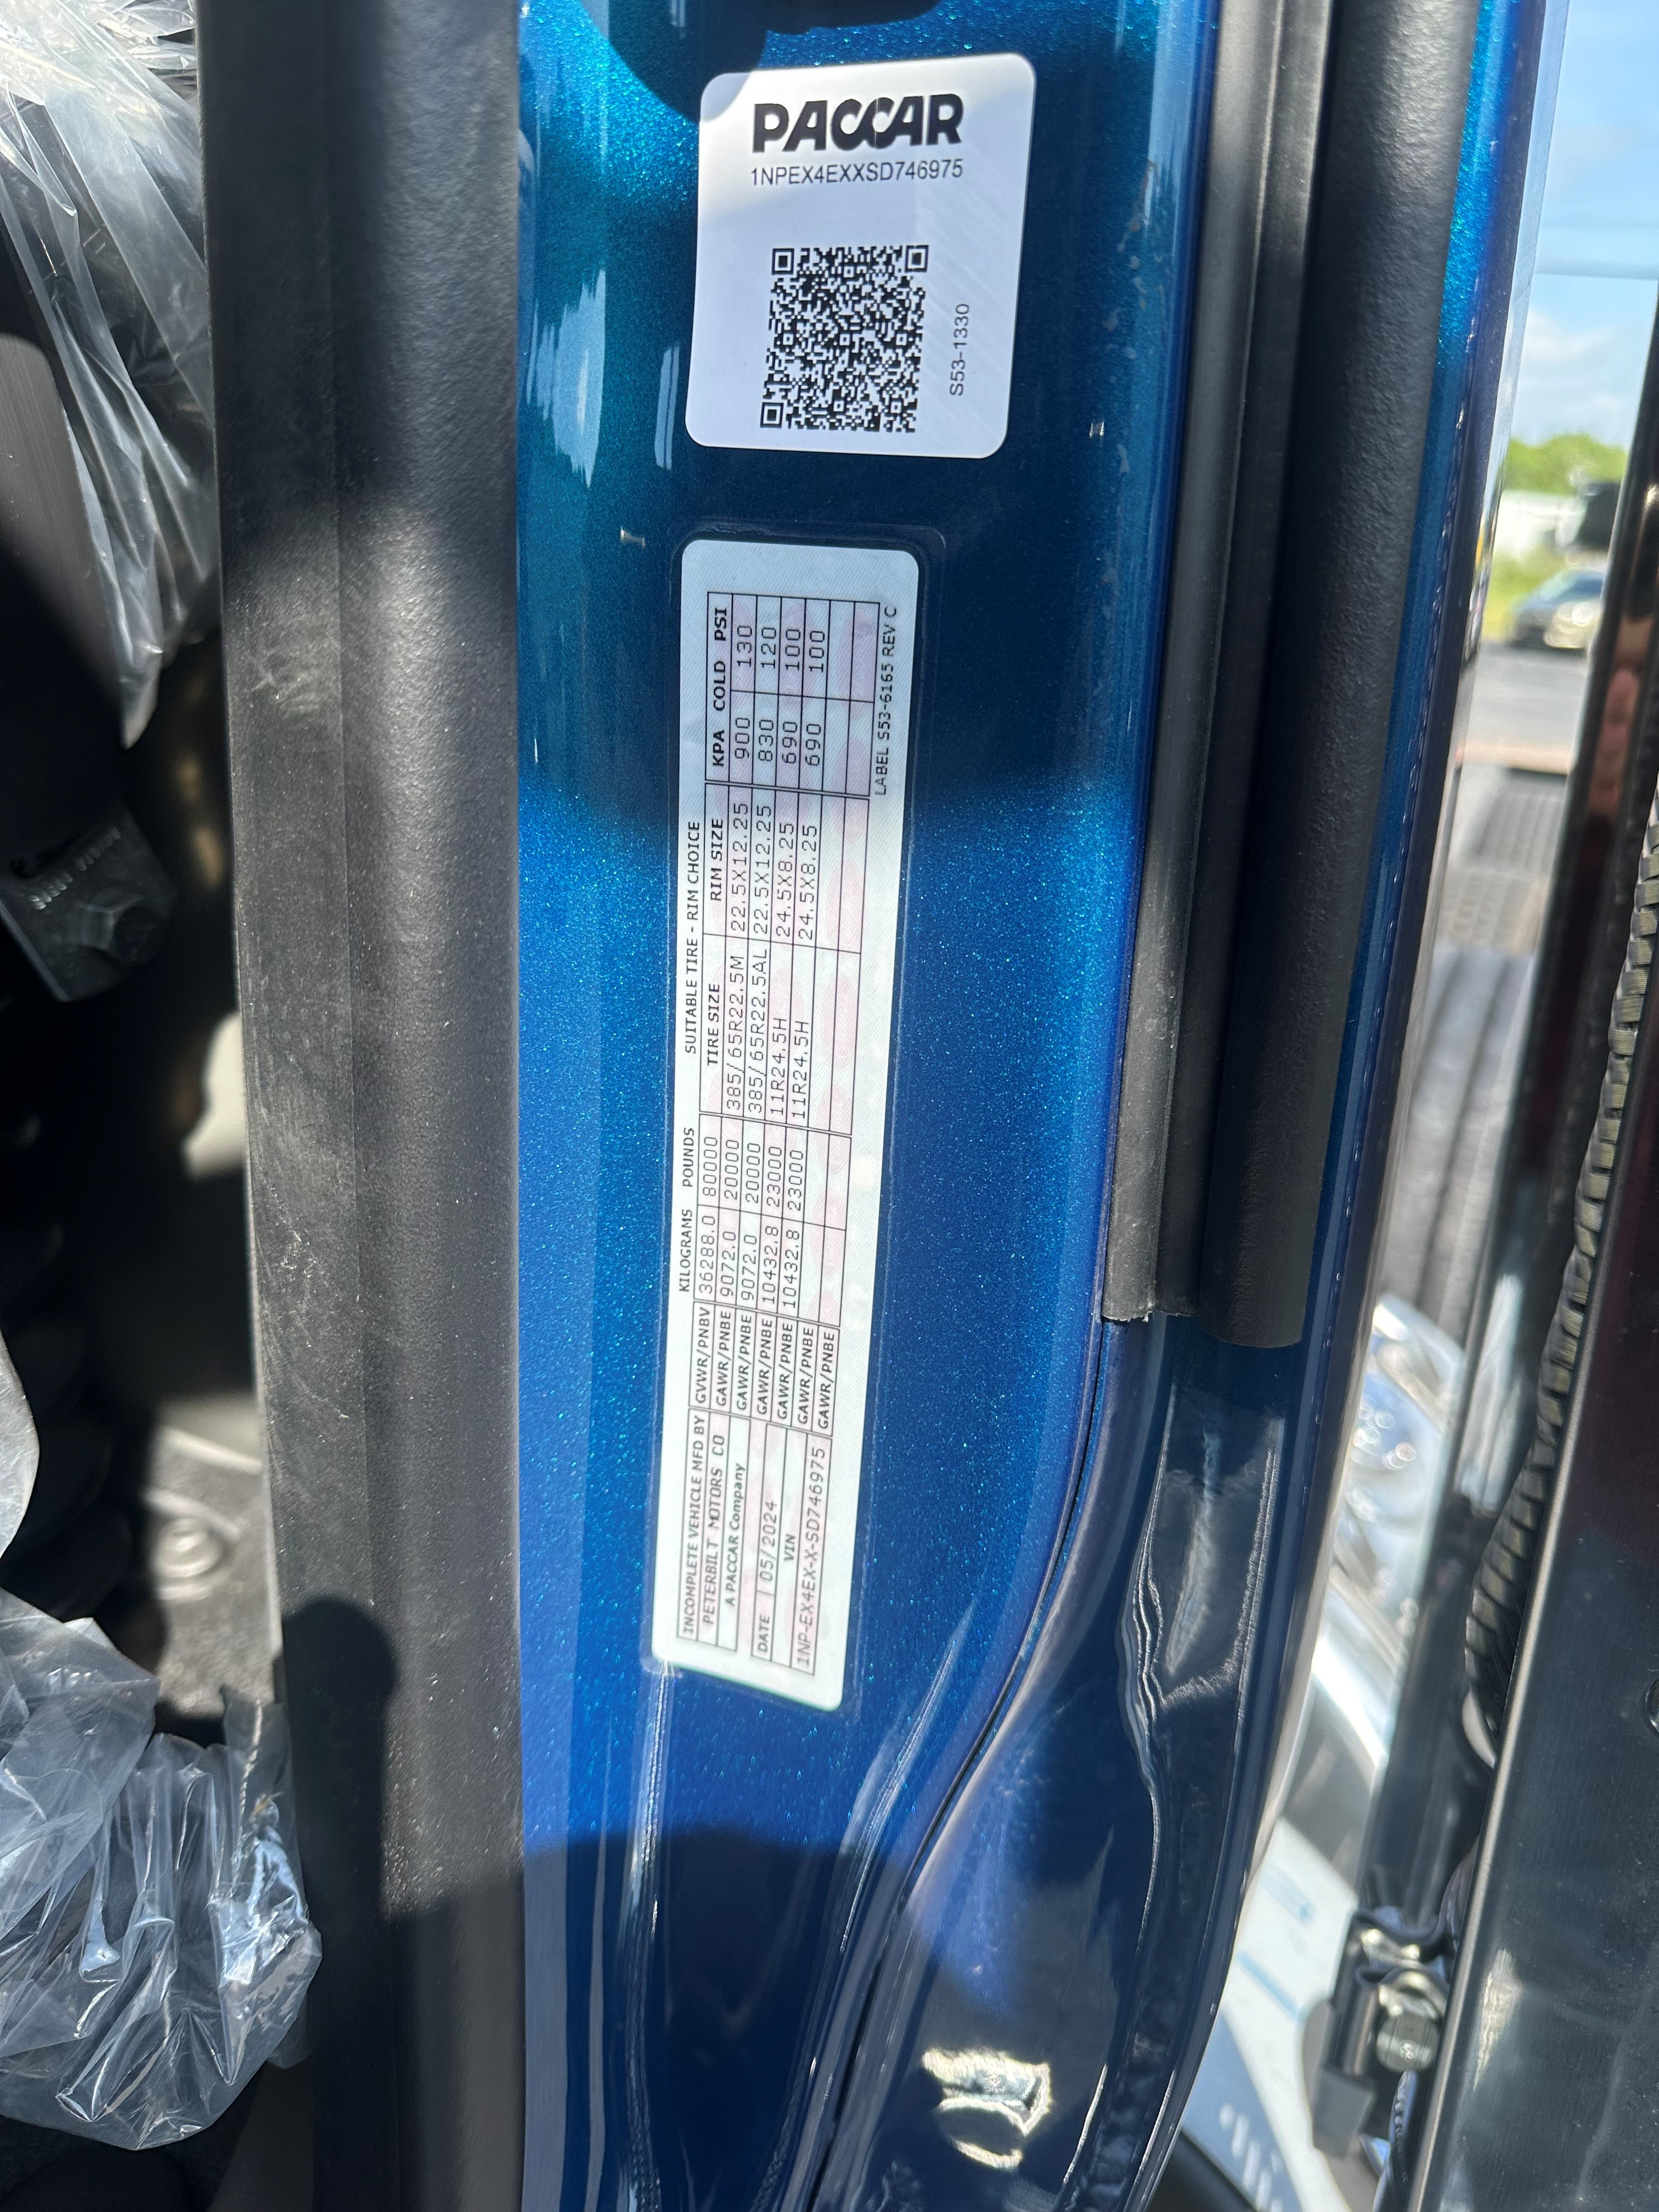 PACCAR
1NPEX4EXXSD746975
S53-1330
INCOMPLETE VEHICLE MFD BY
PETERBILT MOTORS CO
A PACCAR Company
DATE 05/2024
VIN
1NP-EX4EX-X-SD746975
KILOGRAMS POUNDS SUITABLE TIRE - RIM CHOICE
GVWR/PNBV 36288.0 80000 TIRE SIZE RIM SIZE KPA COLD PSI
GAWR/PNBE 9072.0 20000 385/65R22.5M 22.5X12.25 900 130
GAWR/PNBE 9072.0 20000 385/65R22.5AL 22.5X12.25 830 120
GAWR/PNBE 10432.8 23000 11R24.5H 24.5X8.25 690 100
GAWR/PNBE 10432.8 23000 11R24.5H 24.5X8.25 690 100
GAWR/PNBE
GAWR/PNBE
LABEL S53-6165 REV C